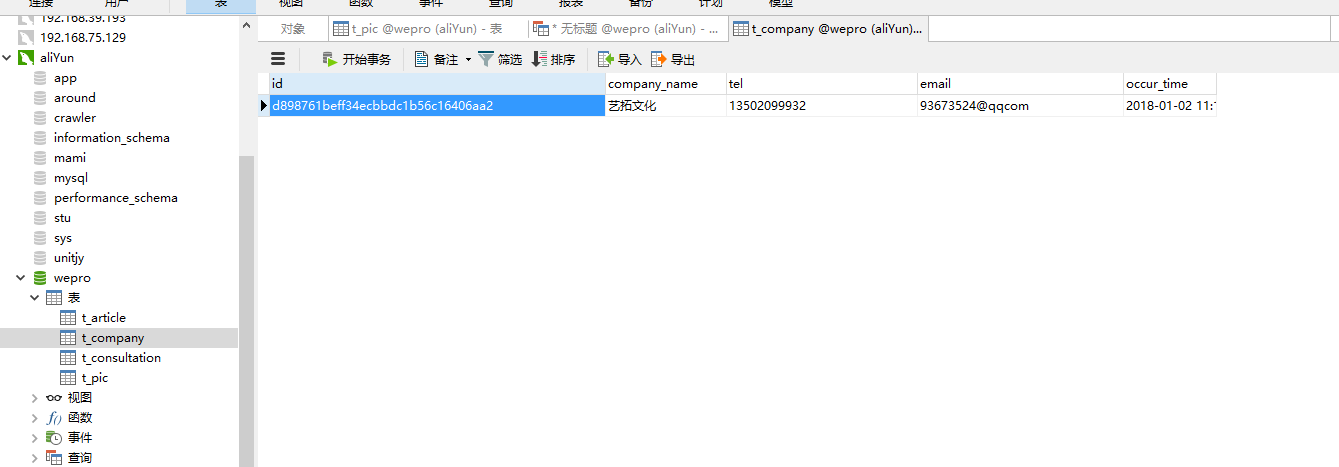 连接 用户 表 视图 函数 事件 查询 报表 备份 计划 模型
192.168.39.193
192.168.75.129
aliYun
app
around
crawler
information_schema
mami
mysql
performance_schema
stu
sys
unitjy
wepro
表
t_article
t_company
t_consultation
t_pic
视图
函数
事件
查询
对象 t_pic @wepro (aliYun) - 表 * 无标题 @wepro (aliYun) - ... t_company @wepro (aliYun)...
开始事务 备注 筛选 排序 导入 导出
id company_name tel email occur_time
d898761beff34ecbbdc1b56c16406aa2 艺拓文化 13502099932 93673524@qqcom 2018-01-02 11: